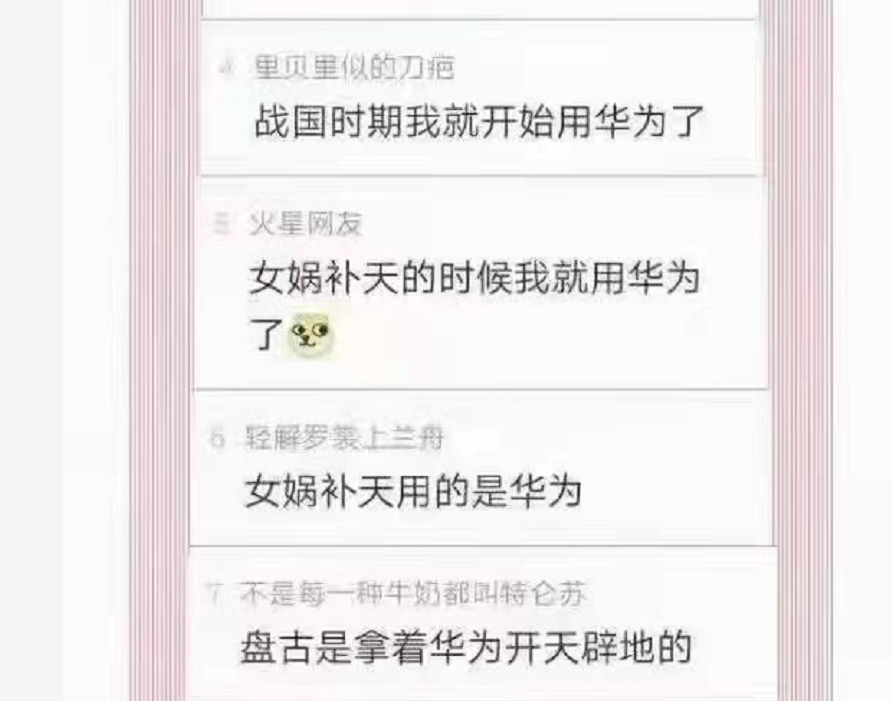 4 里贝里似的刀疤
战国时期我就开始用华为了
5 火星网友
女娲补天的时候我就用华为
了
6 轻解罗裳上兰舟
女娲补天用的是华为
7 不是每一种牛奶都叫特仑苏
盘古是拿着华为开天辟地的